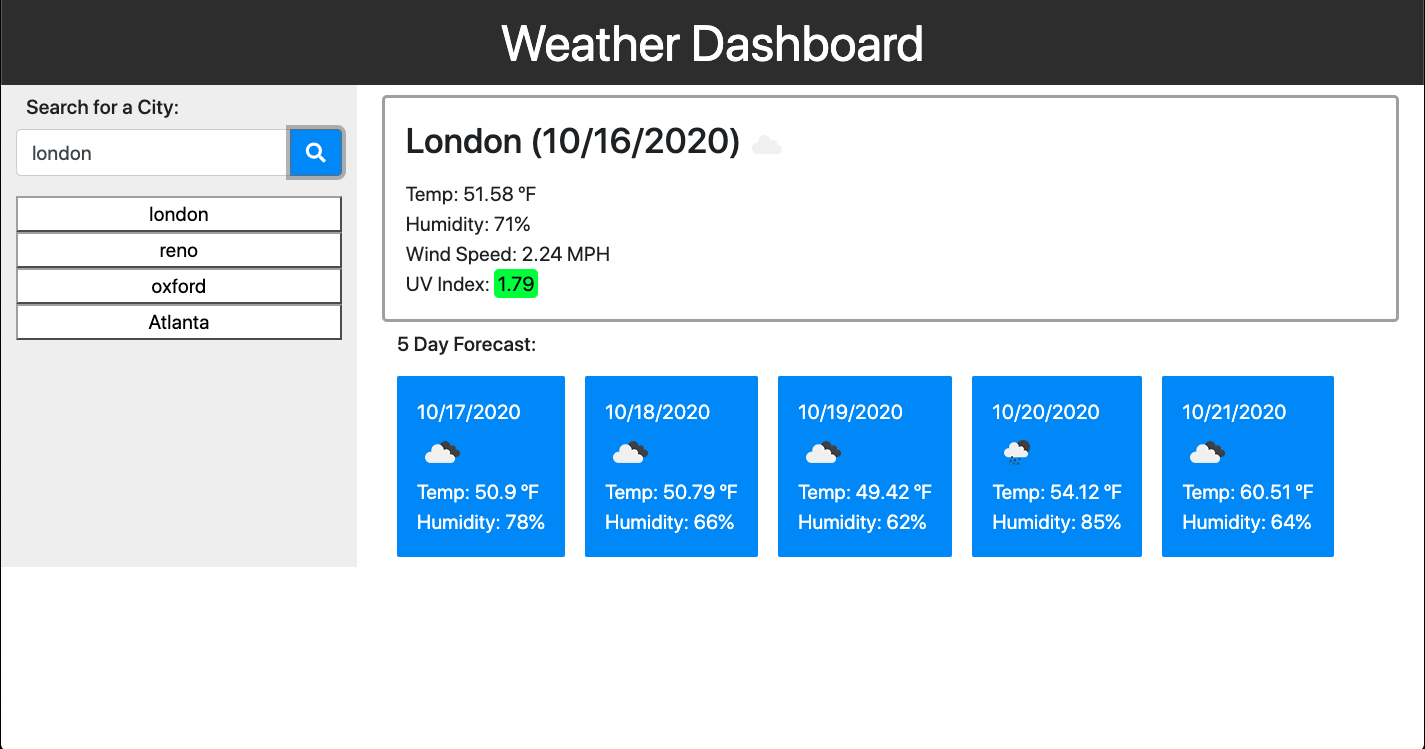 Weather Dashboard
Search for a City:
london
london
reno
oxford
Atlanta
London (10/16/2020)
Temp: 51.58 °F
Humidity: 71%
Wind Speed: 2.24 MPH
UV Index: 1.79
5 Day Forecast:
10/17/2020
Temp: 50.9 °F
Humidity: 78%
10/18/2020
Temp: 50.79 °F
Humidity: 66%
10/19/2020
Temp: 49.42 °F
Humidity: 62%
10/20/2020
Temp: 54.12 °F
Humidity: 85%
10/21/2020
Temp: 60.51 °F
Humidity: 64%